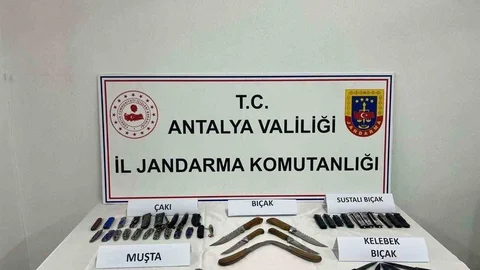 T.C.
ANTALYA VALİLİĞİ
İL JANDARMA KOMUTANLIĞI
ÇAKI
BIÇAK
SUSTALI BIÇAK
MUŞTA
KELEBEK
BIÇAK